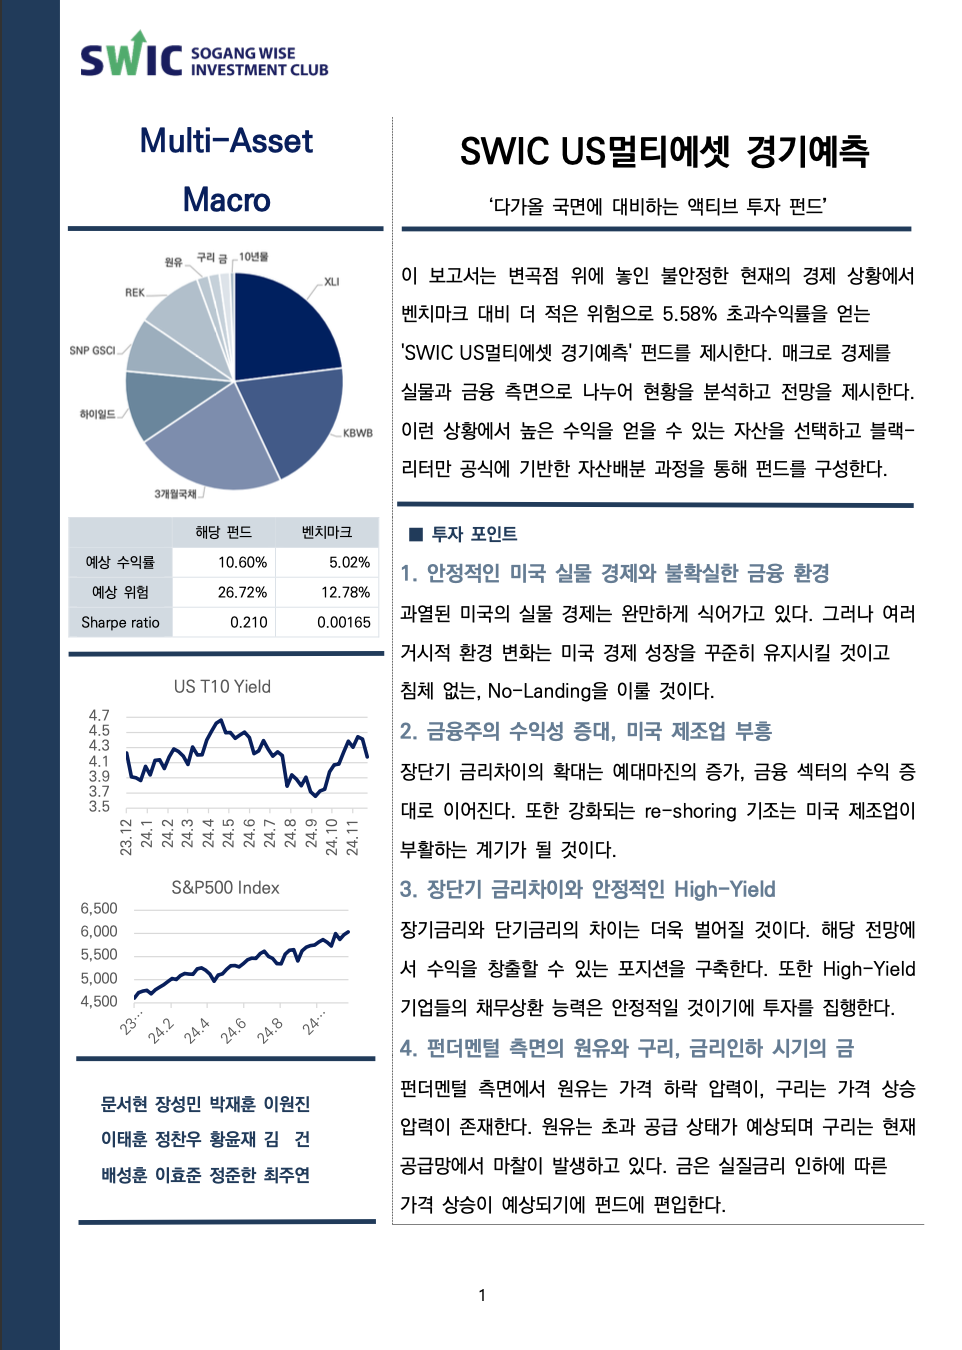 SWIC SOGANG WISE
INVESTMENT CLUB
Multi-Asset
Macro
원유
구리
금
10년물
XLI
REK
SNP GSCI
하이일드
KBWB
3개월국채
해당 펀드 벤치마크
예상 수익률 10.60% 5.02%
예상 위험 26.72% 12.78%
Sharpe ratio 0.210 0.00165
US T10 Yield
4.7
4.5
4.3
4.1
3.9
3.7
3.5
23.12 24.1 24.2 24.3 24.4 24.5 24.6 24.7 24.8 24.9 24.10 24.11
S&P500 Index
6,500
6,000
5,500
5,000
4,500
23… 24.2 24.4 24.6 24.8 24…
문서현 장성민 박재훈 이원진
이태훈 정찬우 황윤재 김 건
배성훈 이효준 정준한 최주연
SWIC US멀티에셋 경기예측
‘다가올 국면에 대비하는 액티브 투자 펀드’
이 보고서는 변곡점 위에 놓인 불안정한 현재의 경제 상황에서
벤치마크 대비 더 적은 위험으로 5.58% 초과수익률을 얻는
'SWIC US멀티에셋 경기예측' 펀드를 제시한다. 매크로 경제를
실물과 금융 측면으로 나누어 현황을 분석하고 전망을 제시한다.
이런 상황에서 높은 수익을 얻을 수 있는 자산을 선택하고 블랙-
리터만 공식에 기반한 자산배분 과정을 통해 펀드를 구성한다.
■ 투자 포인트
1. 안정적인 미국 실물 경제와 불확실한 금융 환경
과열된 미국의 실물 경제는 완만하게 식어가고 있다. 그러나 여러
거시적 환경 변화는 미국 경제 성장을 꾸준히 유지시킬 것이고
침체 없는, No-Landing을 이룰 것이다.
2. 금융주의 수익성 증대, 미국 제조업 부흥
장단기 금리차이의 확대는 예대마진의 증가, 금융 섹터의 수익 증
대로 이어진다. 또한 강화되는 re-shoring 기조는 미국 제조업이
부활하는 계기가 될 것이다.
3. 장단기 금리차이와 안정적인 High-Yield
장기금리와 단기금리의 차이는 더욱 벌어질 것이다. 해당 전망에
서 수익을 창출할 수 있는 포지션을 구축한다. 또한 High-Yield
기업들의 채무상환 능력은 안정적일 것이기에 투자를 집행한다.
4. 펀더멘털 측면의 원유와 구리, 금리인하 시기의 금
펀더멘털 측면에서 원유는 가격 하락 압력이, 구리는 가격 상승
압력이 존재한다. 원유는 초과 공급 상태가 예상되며 구리는 현재
공급망에서 마찰이 발생하고 있다. 금은 실질금리 인하에 따른
가격 상승이 예상되기에 펀드에 편입한다.
1